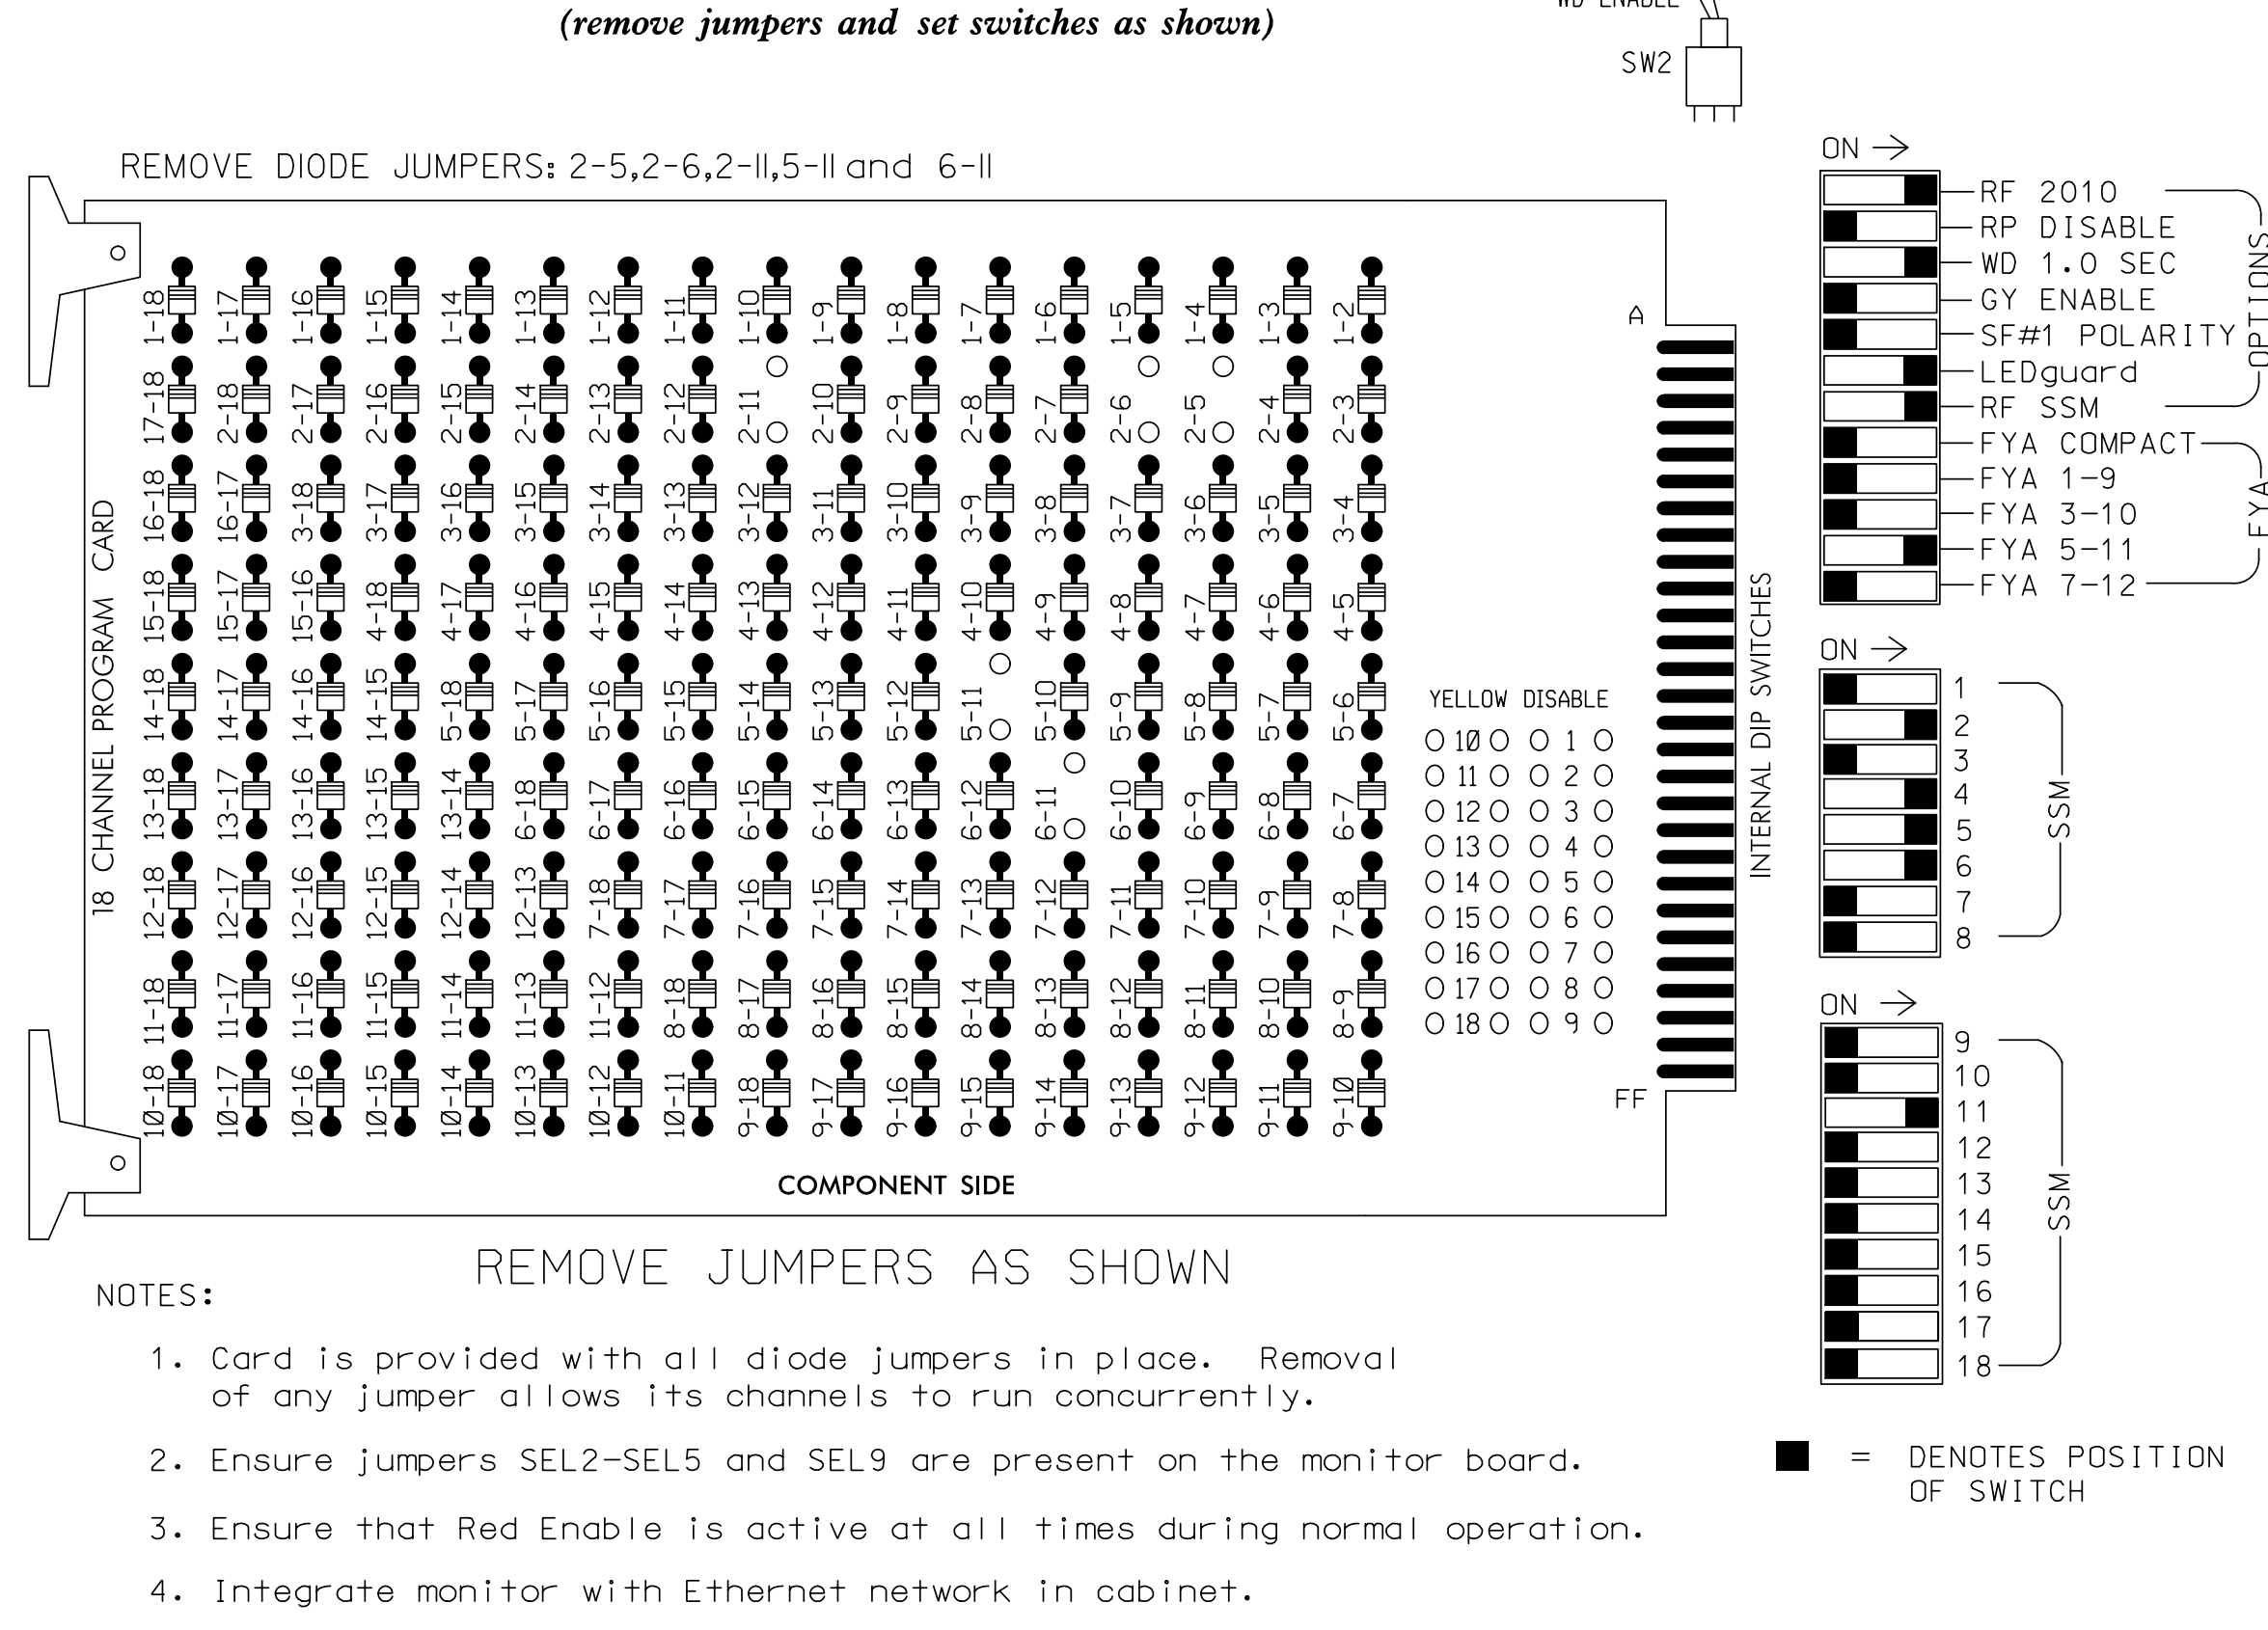 (remove jumpers and set switches as shown)
WD ENABLE
SW2
REMOVE DIODE JUMPERS: 2-5,2-6,2-11,5-11 and 6-11
1-18 1-17 1-16 1-15 1-14 1-13 1-12 1-11 1-10 1-9 1-8 1-7 1-6 1-5 1-4 1-3 1-2
17-18 2-18 2-17 2-16 2-15 2-14 2-13 2-12 2-11 2-10 2-9 2-8 2-7 2-6 2-5 2-4 2-3
16-18 16-17 3-18 3-17 3-16 3-15 3-14 3-13 3-12 3-11 3-10 3-9 3-8 3-7 3-6 3-5 3-4
15-18 15-17 15-16 4-18 4-17 4-16 4-15 4-14 4-13 4-12 4-11 4-10 4-9 4-8 4-7 4-6 4-5
14-18 14-17 14-16 14-15 5-18 5-17 5-16 5-15 5-14 5-13 5-12 5-11 5-10 5-9 5-8 5-7 5-6
13-18 13-17 13-16 13-15 13-14 6-18 6-17 6-16 6-15 6-14 6-13 6-12 6-11 6-10 6-9 6-8 6-7
12-18 12-17 12-16 12-15 12-14 12-13 7-18 7-17 7-16 7-15 7-14 7-13 7-12 7-11 7-10 7-9 7-8
11-18 11-17 11-16 11-15 11-14 11-13 11-12 8-18 8-17 8-16 8-15 8-14 8-13 8-12 8-11 8-10 8-9
10-18 10-17 10-16 10-15 10-14 10-13 10-12 10-11 9-18 9-17 9-16 9-15 9-14 9-13 9-12 9-11 9-10
18 CHANNEL PROGRAM CARD
A
FF
YELLOW DISABLE
10 1
11 2
12 3
13 4
14 5
15 6
16 7
17 8
18 9
COMPONENT SIDE
INTERNAL DIP SWITCHES
ON
RF 2010
RP DISABLE
WD 1.0 SEC
GY ENABLE
SF#1 POLARITY
LEDguard
RF SSM
OPTIONS
FYA COMPACT
FYA 1-9
FYA 3-10
FYA 5-11
FYA 7-12
FYA
ON
1
2
3
4
5
6
7
8
SSM
ON
9
10
11
12
13
14
15
16
17
18
SSM
REMOVE JUMPERS AS SHOWN
NOTES:
1. Card is provided with all diode jumpers in place. Removal
of any jumper allows its channels to run concurrently.
2. Ensure jumpers SEL2-SEL5 and SEL9 are present on the monitor board.
3. Ensure that Red Enable is active at all times during normal operation.
4. Integrate monitor with Ethernet network in cabinet.
= DENOTES POSITION
OF SWITCH